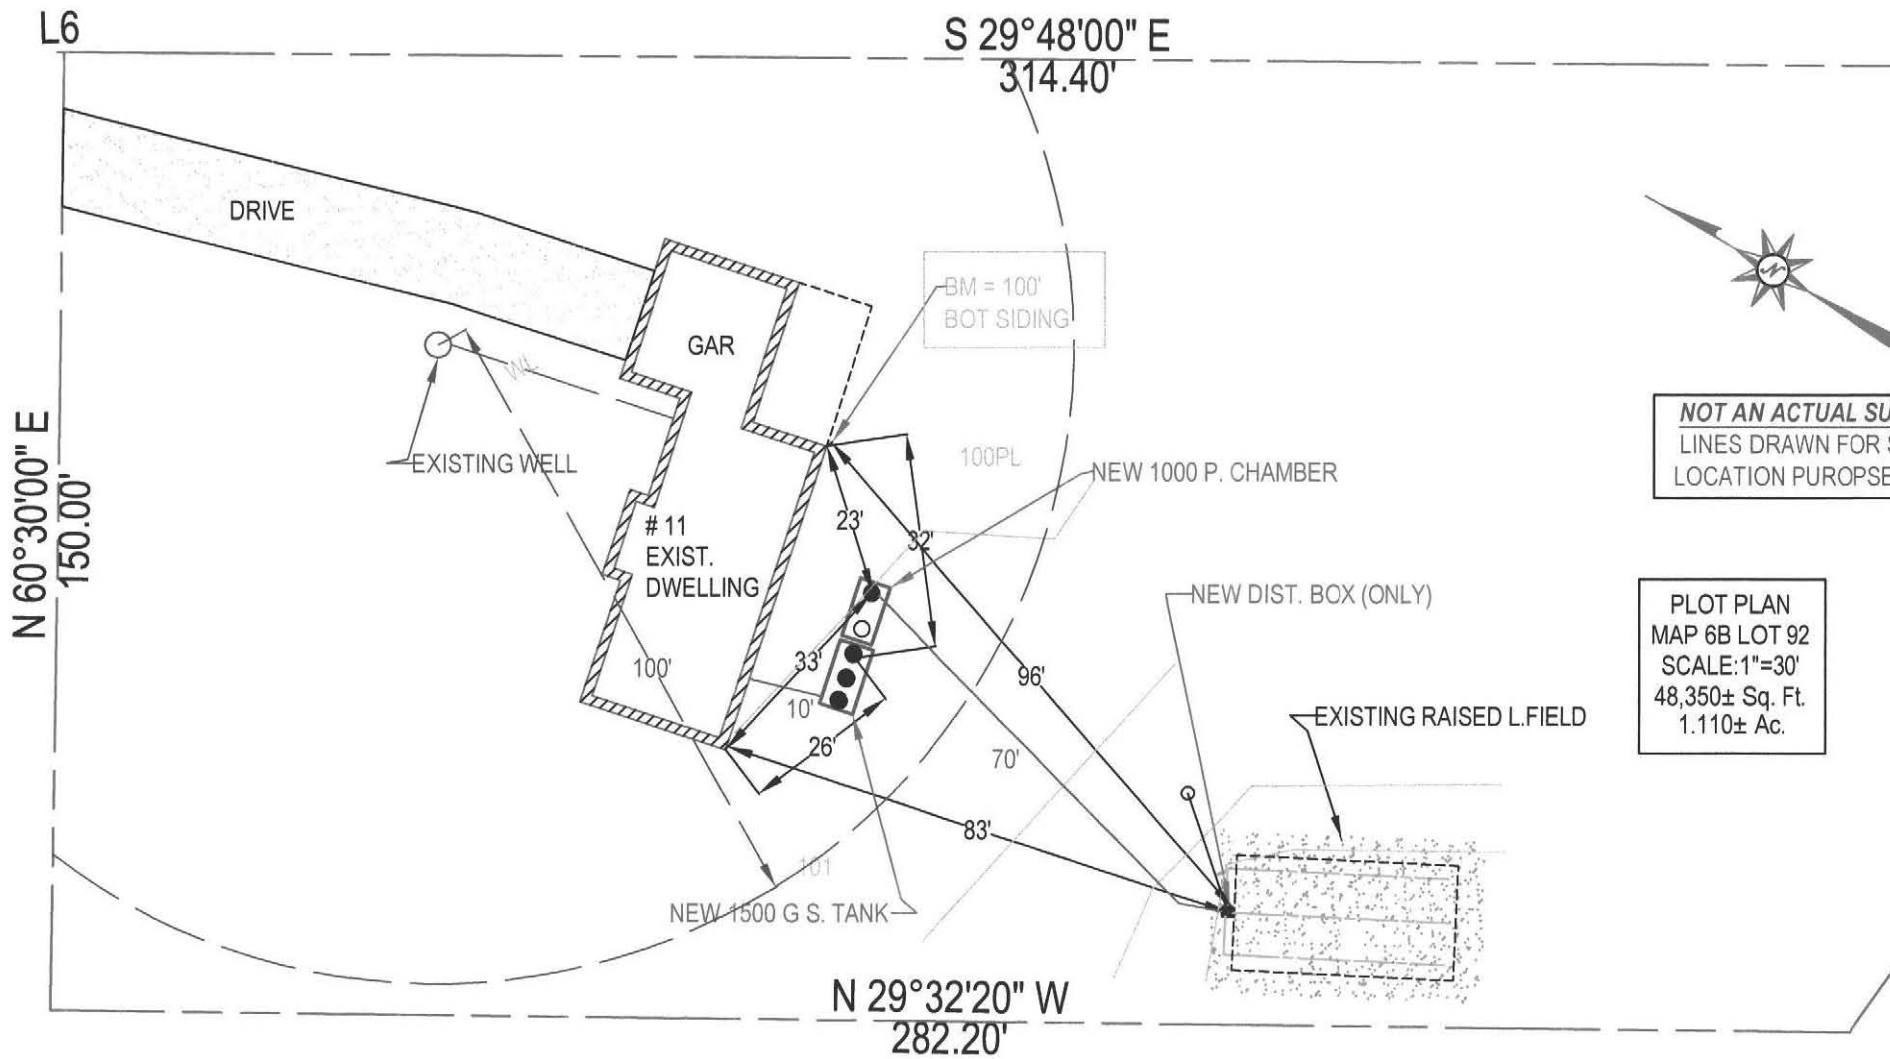 L6
S 29°48'00" E
314.40'
DRIVE
BM = 100'
BOT SIDING
GAR
WL
EXISTING WELL
100PL
NEW 1000 P. CHAMBER
NOT AN ACTUAL
LINES DRAWN FOR
LOCATION PUROPSE
N 60°30'00" E
150.00'
# 11
EXIST.
DWELLING
23'
32'
NEW DIST. BOX (ONLY)
PLOT PLAN
MAP 6B LOT 92
SCALE:1"=30'
48,350± Sq. Ft.
1.110± Ac.
100'
33'
96'
10'
26'
70'
EXISTING RAISED L.FIELD
83'
101
NEW 1500 G S. TANK
N 29°32'20" W
282.20'
N